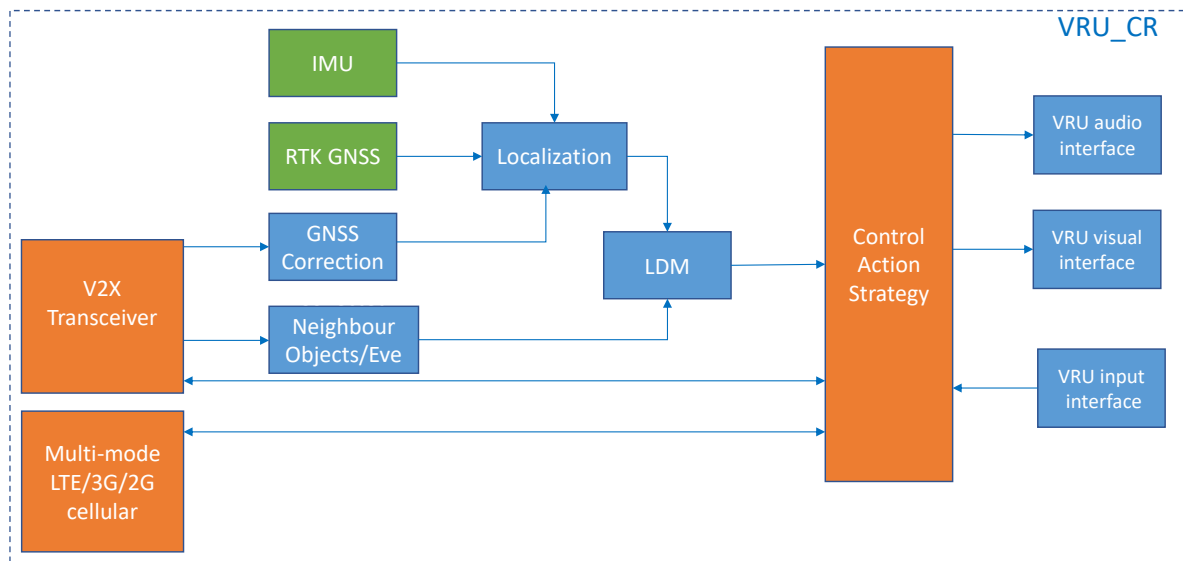 VRU_CR
IMU
RTK GNSS
Localization
GNSS
Correction
V2X
Transceiver
Neighbour
Objects/Eve
LDM
Multi-mode
LTE/3G/2G
cellular
Control
Action
Strategy
VRU audio
interface
VRU visual
interface
VRU input
interface